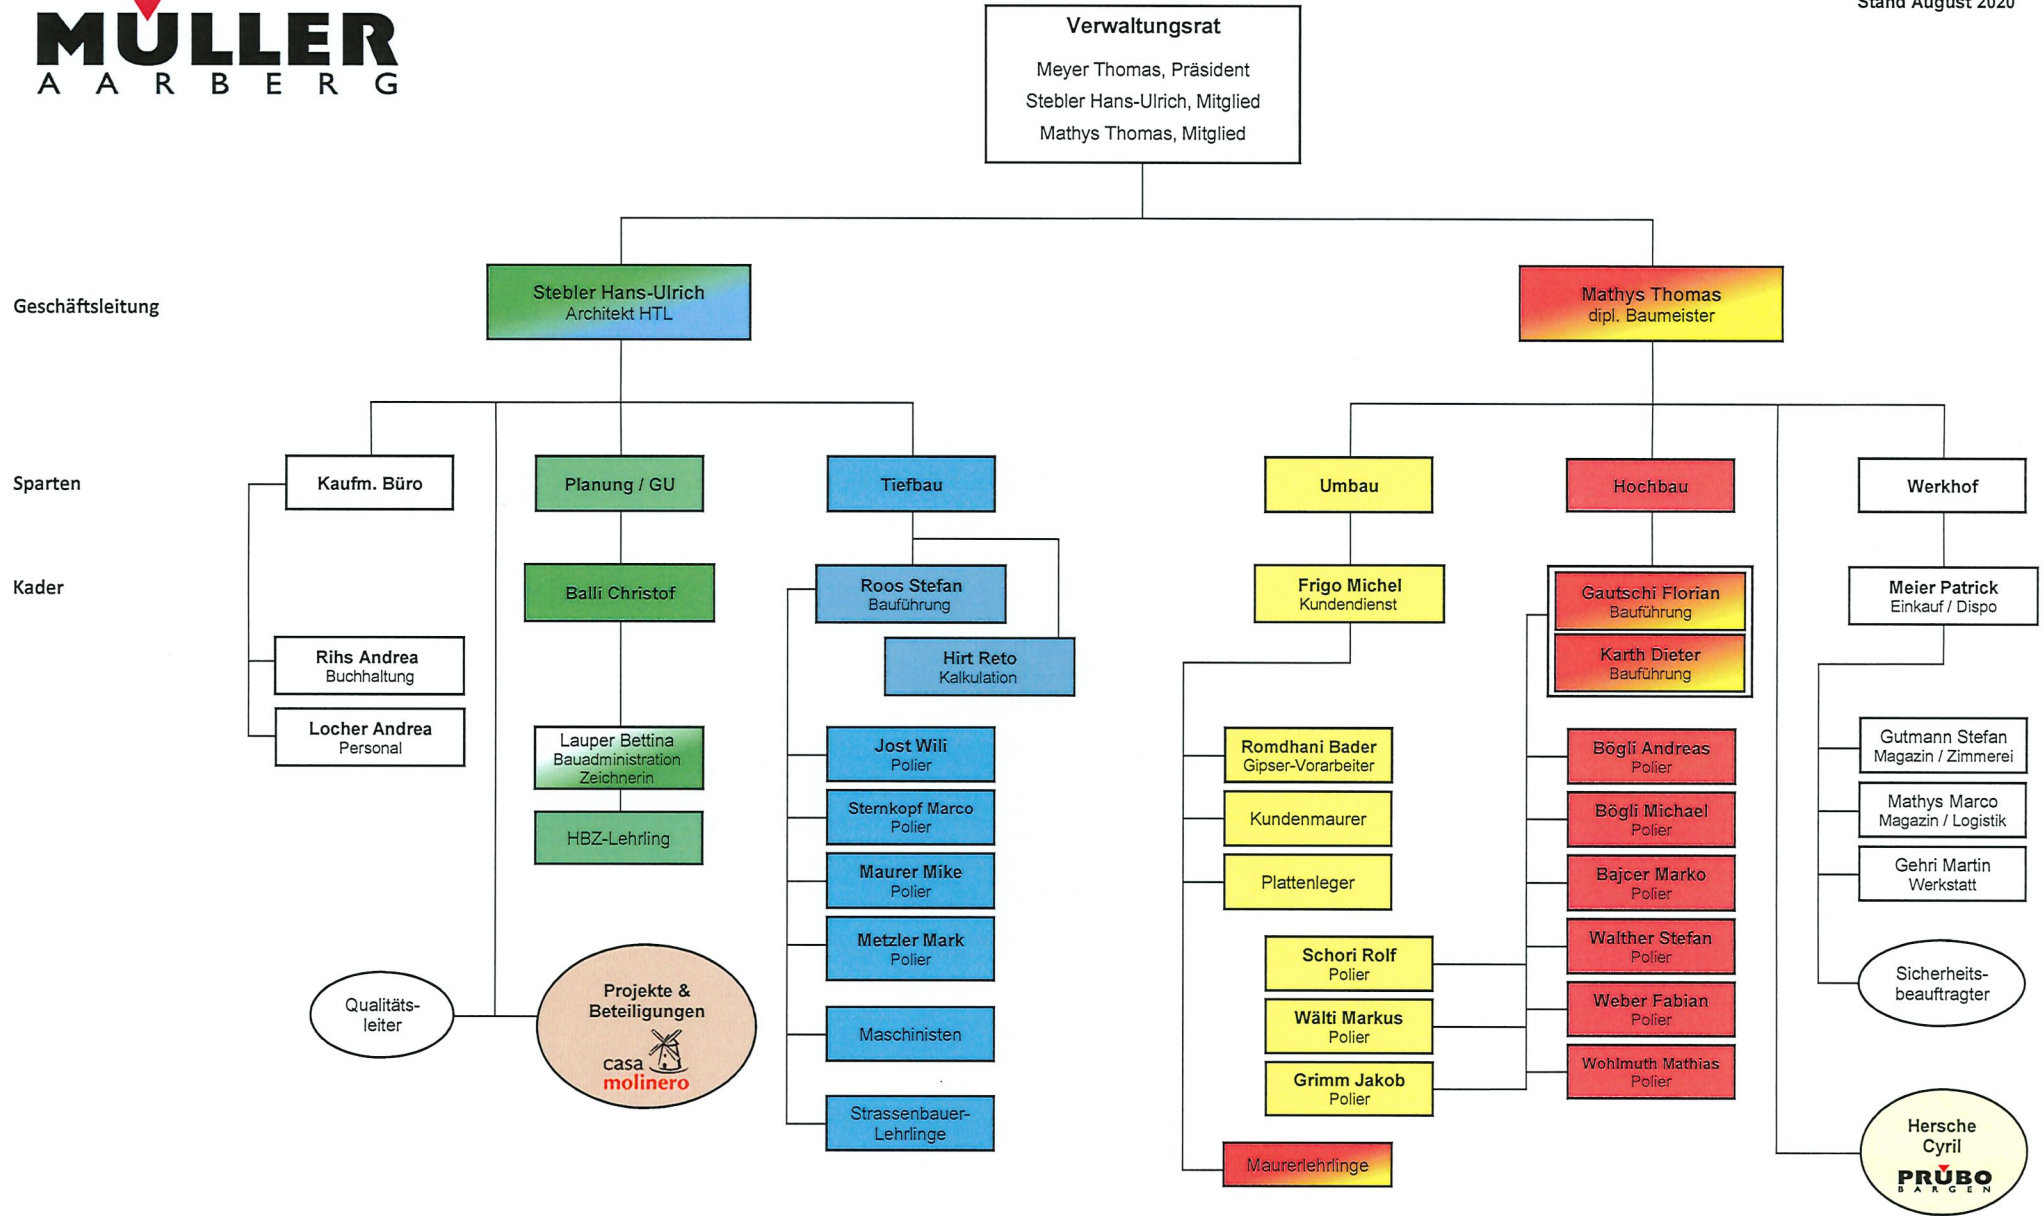 MÜLLER
AARBERG
Stand August 2020
Verwaltungsrat
Meyer Thomas, Präsident
Stebler Hans-Ulrich, Mitglied
Mathys Thomas, Mitglied
Geschäftsleitung
Stebler Hans-Ulrich
Architekt HTL
Mathys Thomas
dipl. Baumeister
Sparten
Kaufm. Büro
Planung / GU
Tiefbau
Umbau
Hochbau
Werkhof
Kader
Balli Christof
Roos Stefan
Bauführung
Hirt Reto
Kalkulation
Frigo Michel
Kundendienst
Gautschi Florian
Bauführung
Karth Dieter
Bauführung
Meier Patrick
Einkauf / Dispo
Rihs Andrea
Buchhaltung
Locher Andrea
Personal
Lauper Bettina
Bauadministration
Zeichnerin
HBZ-Lehrling
Jost Wili
Polier
Sternkopf Marco
Polier
Maurer Mike
Polier
Metzler Mark
Polier
Maschinisten
Strassenbauer-
Lehrlinge
Romdhani Bader
Gipser-Vorarbeiter
Kundenmaurer
Plattenleger
Schori Rolf
Polier
Wälti Markus
Polier
Grimm Jakob
Polier
Maurerlehrlinge
Bögli Andreas
Polier
Bögli Michael
Polier
Bajcer Marko
Polier
Walther Stefan
Polier
Weber Fabian
Polier
Wohlmuth Mathias
Polier
Gutmann Stefan
Magazin / Zimmerei
Mathys Marco
Magazin / Logistik
Gehri Martin
Werkstatt
Sicherheits-
beauftragter
Qualitäts-
leiter
Projekte &
Beteiligungen
casa
molinero
Hersche
Cyril
PRÜBO
BARGEN